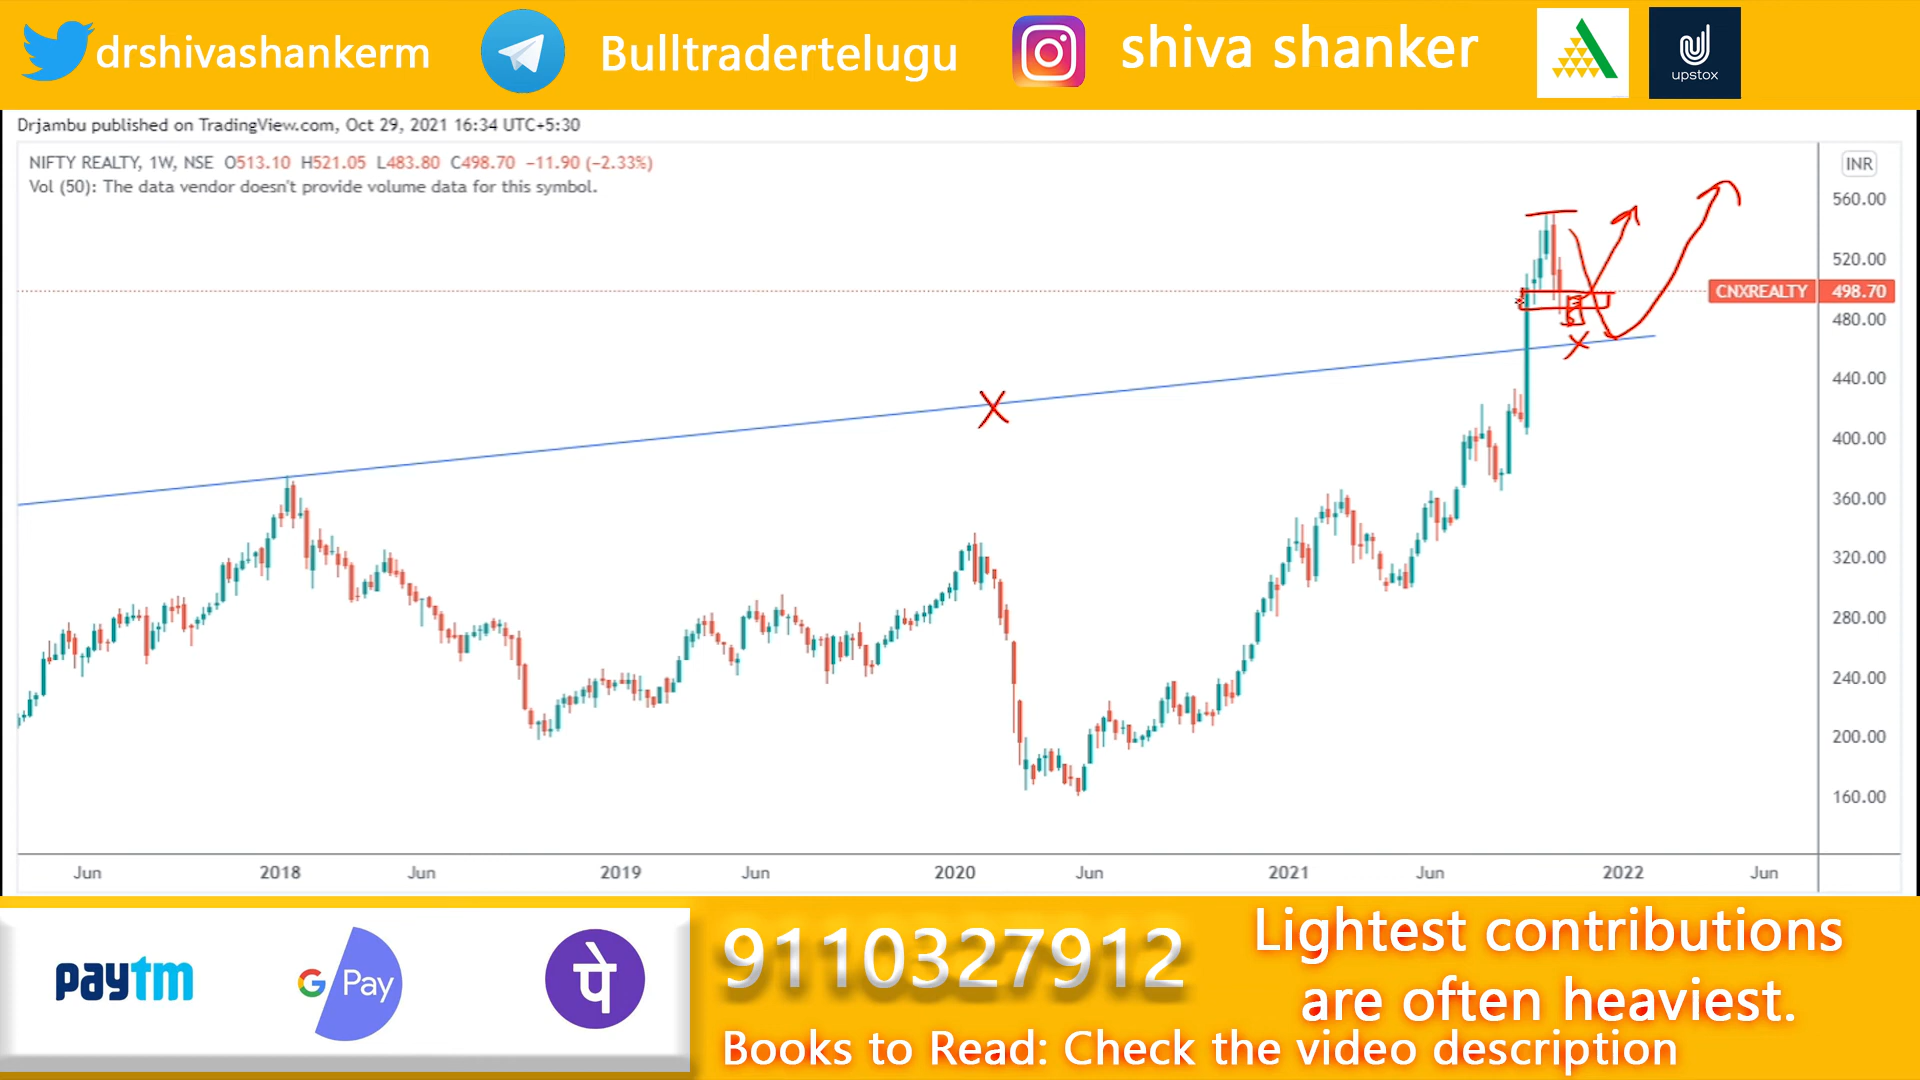 drshivashankerm
Bulltradertelugu
shiva shanker
upstox
Drjambu published on TradingView.com, Oct 29, 2021 16:34 UTC+5:30
NIFTY REALTY, 1W, NSE O513.10 H521.05 L483.80 C498.70 −11.90 (−2.33%)
Vol (50): The data vendor doesn't provide volume data for this symbol.
INR
560.00
520.00
CNXREALTY 498.70
480.00
440.00
400.00
360.00
320.00
280.00
240.00
200.00
160.00
Jun 2018 Jun 2019 Jun 2020 Jun 2021 Jun 2022 Jun
paytm
G Pay
पे
9110327912
Lightest contributions
are often heaviest.
Books to Read: Check the video description